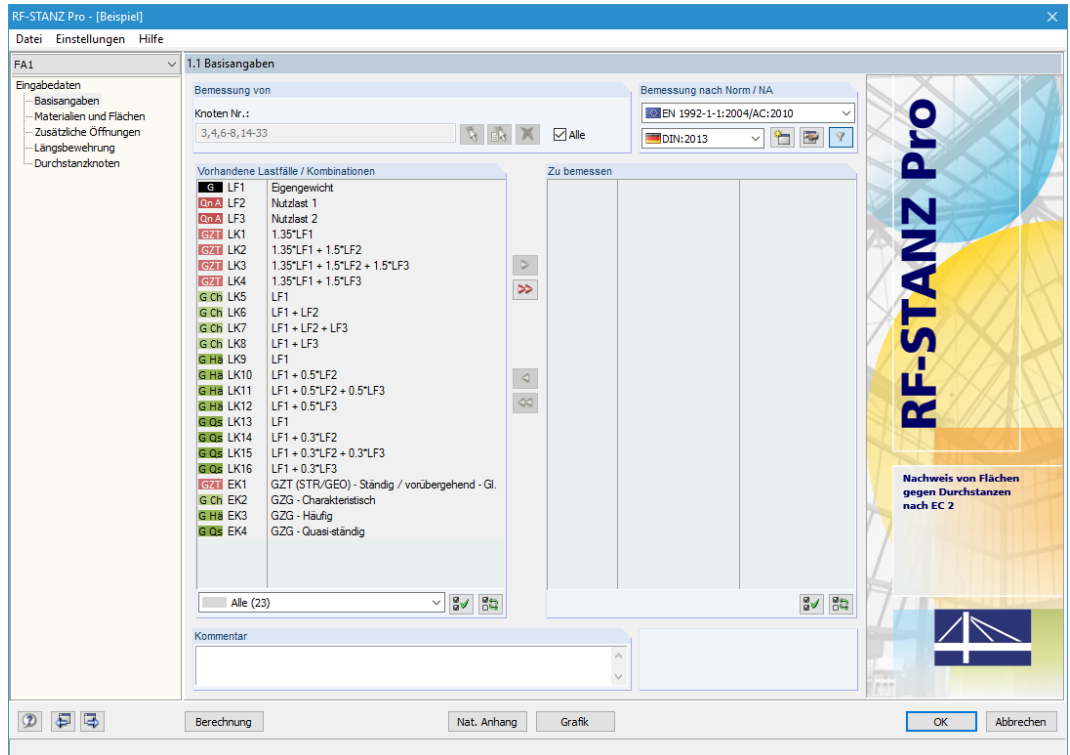 RF-STANZ Pro - [Beispiel]
Datei Einstellungen Hilfe
FA1
Eingabedaten
Basisangaben
Materialien und Flächen
Zusätzliche Öffnungen
Längsbewehrung
Durchstanzknoten
1.1 Basisangaben
Bemessung von
Knoten Nr.:
3,4,6-8,14-33
Alle
Bemessung nach Norm / NA
EN 1992-1-1:2004/AC:2010
DIN:2013
Vorhandene Lastfälle / Kombinationen
G LF1 Eigengewicht
Qn A LF2 Nutzlast 1
Qn A LF3 Nutzlast 2
GZT LK1 1.35*LF1
GZT LK2 1.35*LF1 + 1.5*LF2
GZT LK3 1.35*LF1 + 1.5*LF2 + 1.5*LF3
GZT LK4 1.35*LF1 + 1.5*LF3
G Ch LK5 LF1
G Ch LK6 LF1 + LF2
G Ch LK7 LF1 + LF2 + LF3
G Ch LK8 LF1 + LF3
G Hä LK9 LF1
G Hä LK10 LF1 + 0.5*LF2
G Hä LK11 LF1 + 0.5*LF2 + 0.5*LF3
G Hä LK12 LF1 + 0.5*LF3
G Qs LK13 LF1
G Qs LK14 LF1 + 0.3*LF2
G Qs LK15 LF1 + 0.3*LF2 + 0.3*LF3
G Qs LK16 LF1 + 0.3*LF3
GZT EK1 GZT (STR/GEO) - Ständig / vorübergehend - Gl.
G Ch EK2 GZG - Charakteristisch
G Hä EK3 GZG - Häufig
G Qs EK4 GZG - Quasi-ständig
Alle (23)
Zu bemessen
Kommentar
RF-STANZ Pro
Nachweis von Flächen
gegen Durchstanzen
nach EC 2
Berechnung
Nat. Anhang
Grafik
OK
Abbrechen